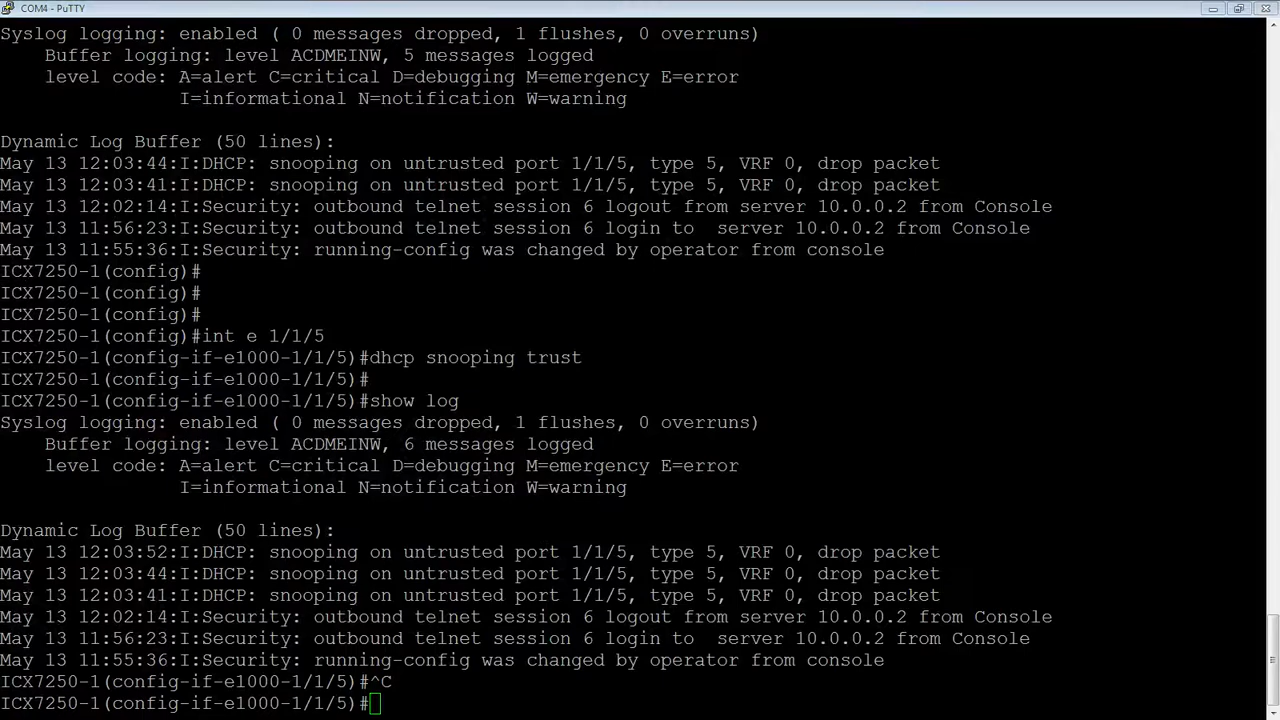 COM4 - PuTTY
Syslog logging: enabled ( 0 messages dropped, 1 flushes, 0 overruns)
    Buffer logging: level ACDMEINW, 5 messages logged
    level code: A=alert C=critical D=debugging M=emergency E=error
                I=informational N=notification W=warning

Dynamic Log Buffer (50 lines):
May 13 12:03:44:I:DHCP: snooping on untrusted port 1/1/5, type 5, VRF 0, drop packet
May 13 12:03:41:I:DHCP: snooping on untrusted port 1/1/5, type 5, VRF 0, drop packet
May 13 12:02:14:I:Security: outbound telnet session 6 logout from server 10.0.0.2 from Console
May 13 11:56:23:I:Security: outbound telnet session 6 login to  server 10.0.0.2 from Console
May 13 11:55:36:I:Security: running-config was changed by operator from console
ICX7250-1(config)#
ICX7250-1(config)#
ICX7250-1(config)#
ICX7250-1(config)#int e 1/1/5
ICX7250-1(config-if-e1000-1/1/5)#dhcp snooping trust
ICX7250-1(config-if-e1000-1/1/5)#
ICX7250-1(config-if-e1000-1/1/5)#show log
Syslog logging: enabled ( 0 messages dropped, 1 flushes, 0 overruns)
    Buffer logging: level ACDMEINW, 6 messages logged
    level code: A=alert C=critical D=debugging M=emergency E=error
                I=informational N=notification W=warning

Dynamic Log Buffer (50 lines):
May 13 12:03:52:I:DHCP: snooping on untrusted port 1/1/5, type 5, VRF 0, drop packet
May 13 12:03:44:I:DHCP: snooping on untrusted port 1/1/5, type 5, VRF 0, drop packet
May 13 12:03:41:I:DHCP: snooping on untrusted port 1/1/5, type 5, VRF 0, drop packet
May 13 12:02:14:I:Security: outbound telnet session 6 logout from server 10.0.0.2 from Console
May 13 11:56:23:I:Security: outbound telnet session 6 login to  server 10.0.0.2 from Console
May 13 11:55:36:I:Security: running-config was changed by operator from console
ICX7250-1(config-if-e1000-1/1/5)#^C
ICX7250-1(config-if-e1000-1/1/5)#